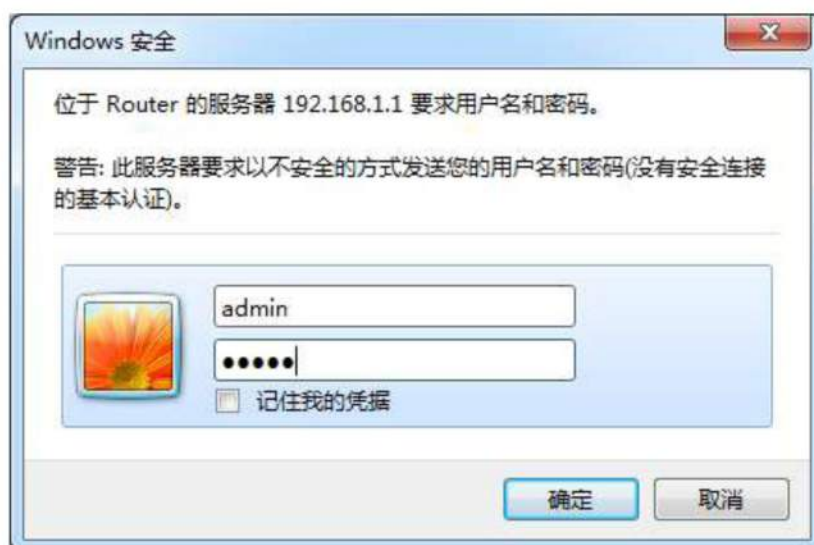 Windows 安全
位于 Router 的服务器 192.168.1.1 要求用户名和密码。
警告: 此服务器要求以不安全的方式发送您的用户名和密码(没有安全连接
的基本认证)。
admin
●●●●●
记住我的凭据
确定
取消